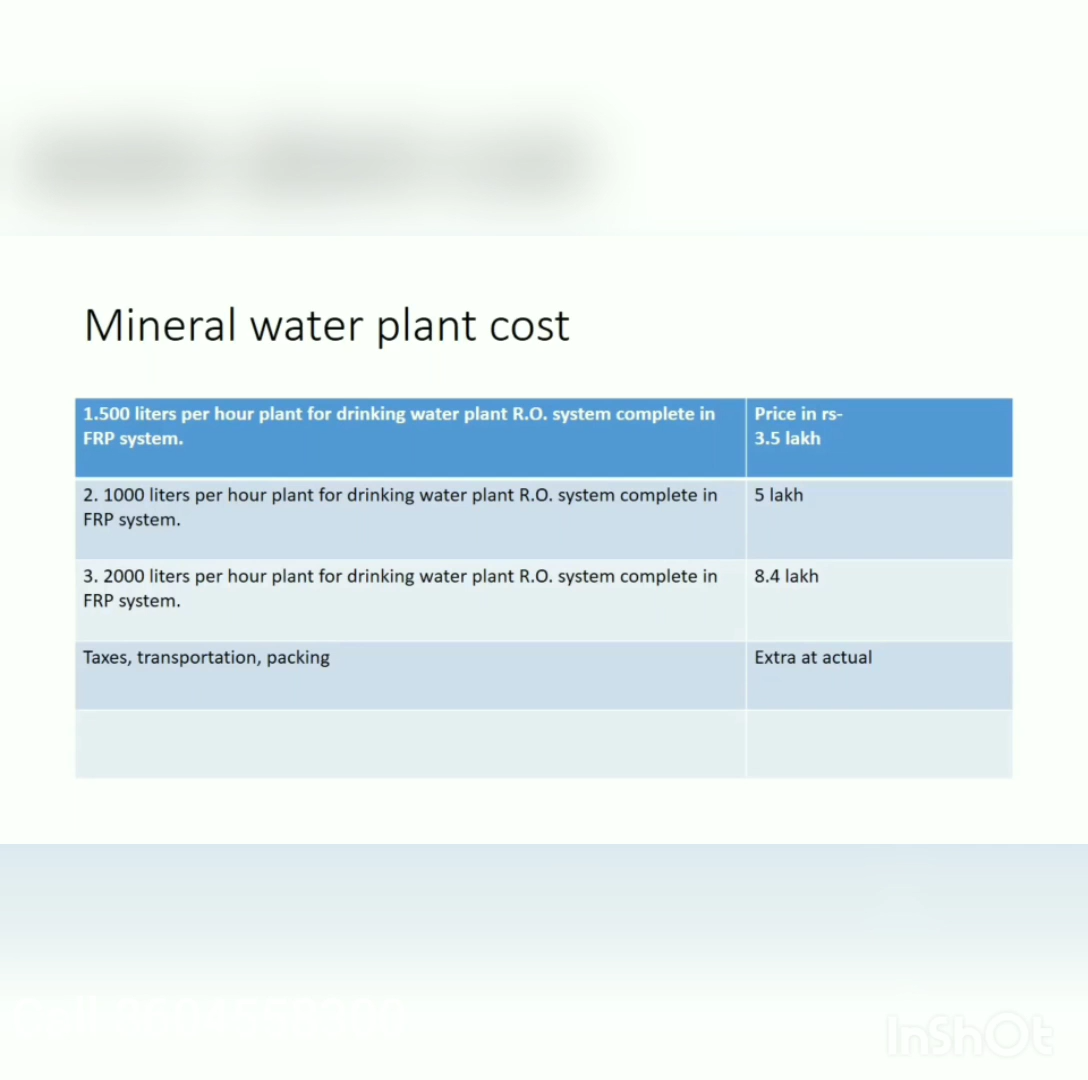 Mineral water plant cost
1.500 liters per hour plant for drinking water plant R.O. system complete in
FRP system.
Price in rs-
3.5 lakh
2. 1000 liters per hour plant for drinking water plant R.O. system complete in
FRP system.
5 lakh
3. 2000 liters per hour plant for drinking water plant R.O. system complete in
FRP system.
8.4 lakh
Taxes, transportation, packing
Extra at actual
InShOt